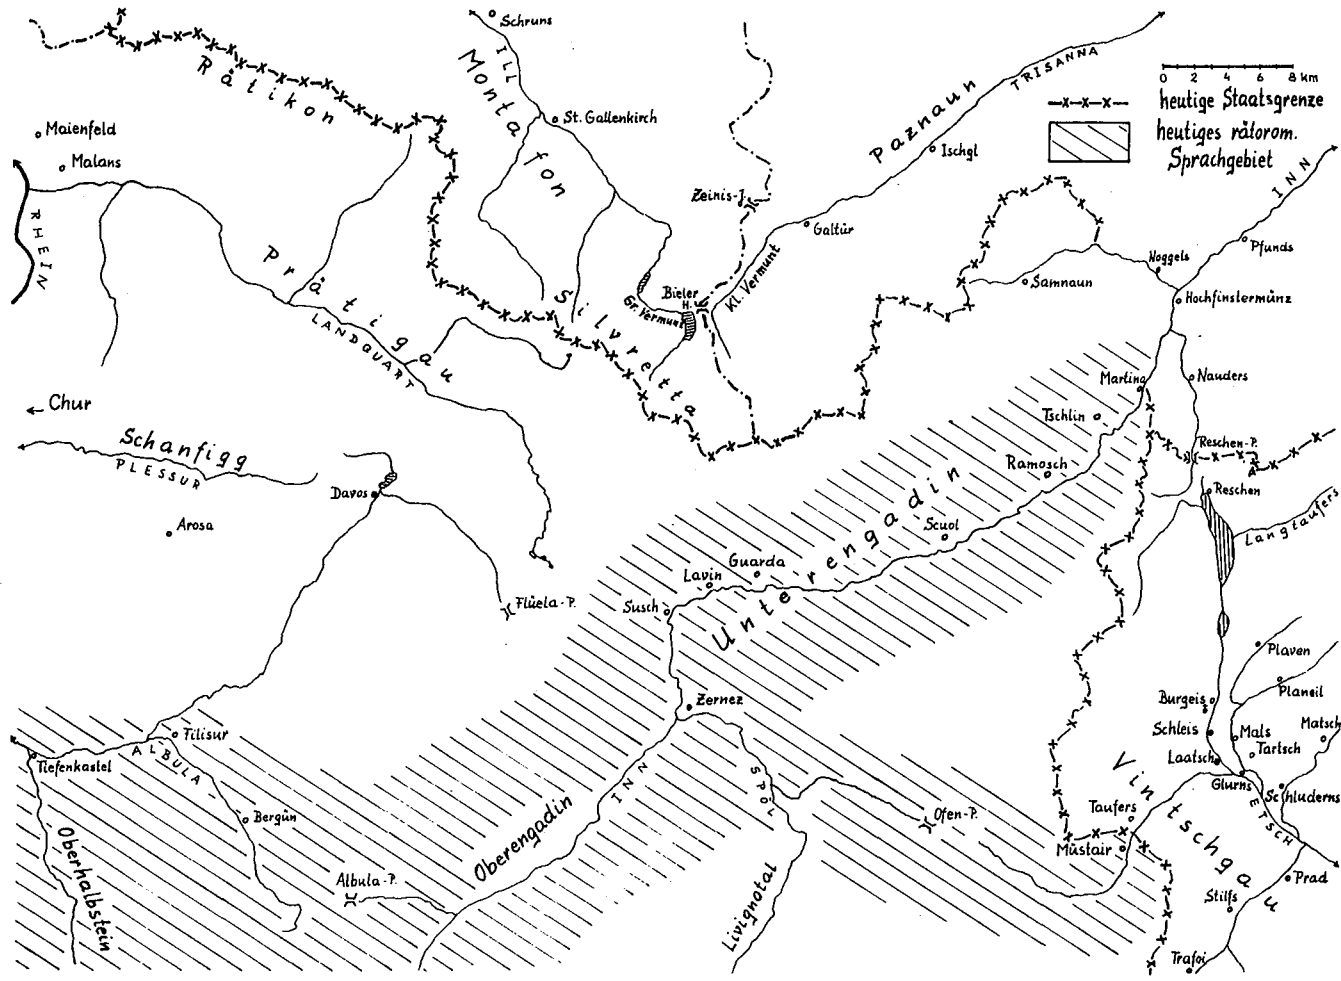 Schruns
ILL
Montafon
St. Gallenkirch
Rätikon
Maienfeld
Malans
RHEIN
Prätigau
LANDQUART
Paznaun
TRISANNA
Ischgl
Zeinis-J.
Galtür
Kl. Vermunt
Bieler
H.
Gr. Vermunt
Silvretta
0 2 4 6 8 km
heutige Staatsgrenze
heutiges rätorom.
Sprachgebiet
INN
Pfunds
Noggels
Samnaun
Hochfinstermünz
Nauders
Martina
Tschlin
Reschen-P.
Ramosch
Reschen
Langtaufers
← Chur
Schanfigg
PLESSUR
Davos
Arosa
Unterengadin
Scuol
Guarda
Lavin
Susch
Flüela-P.
Zernez
Plaven
Planeil
Burgeis
Matsch
Schleis
Mals
Tartsch
Laatsch
Glurns
Schluderns
ETSCH
Vintschgau
Taufers
Müstair
Prad
Stilfs
Trafoi
Filisur
ALBULA
Tiefenkastel
Bergün
Oberhalbstein
Albula-P.
Oberengadin
INN
SPÖL
Ofen-P.
Livignotal